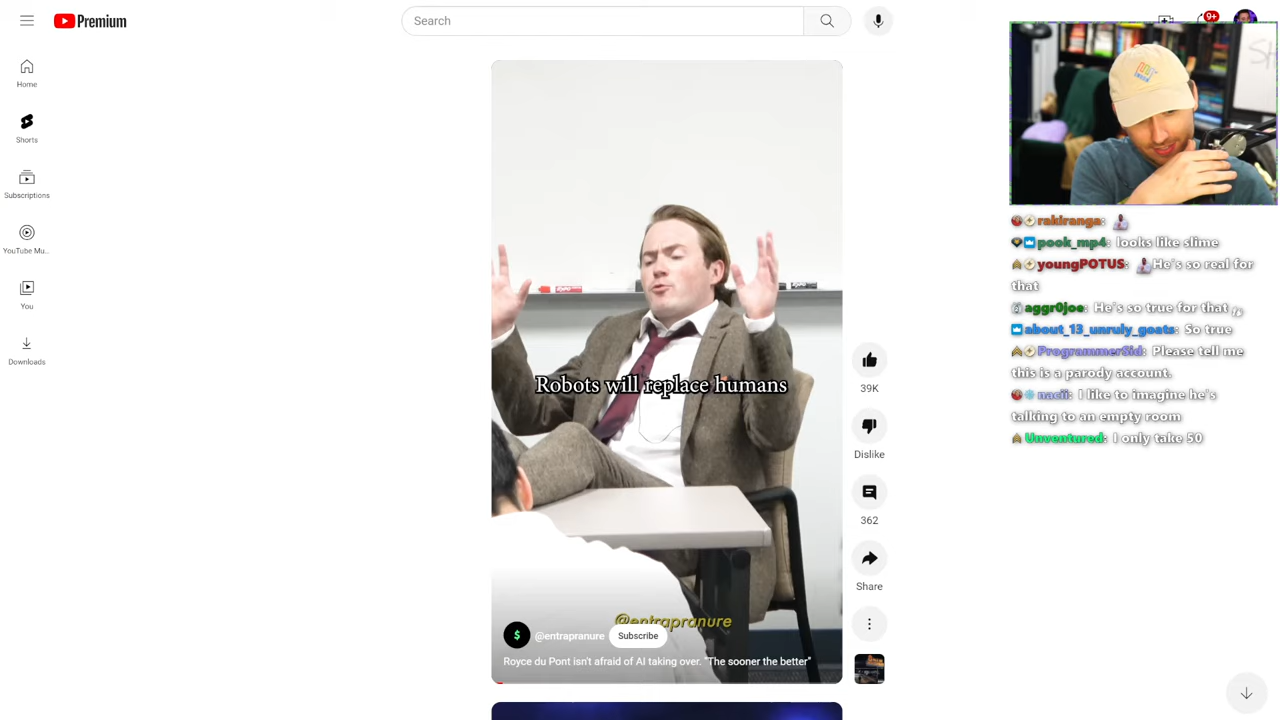 Premium
Search
9+
Home
Shorts
Subscriptions
YouTube Mu...
You
Downloads
Robots will replace humans
@entrapranure
$
@entrapranure
Subscribe
Royce du Pont isn't afraid of AI taking over. "The sooner the better"
39K
Dislike
362
Share
rakiranga:
pook_mp4: looks like slime
youngPOTUS: He's so real for
that
aggr0joe: He's so true for that
about_13_unruly_goats: So true
ProgrammerSid: Please tell me
this is a parody account.
nacii: I like to imagine he's
talking to an empty room
Unventured: I only take 50